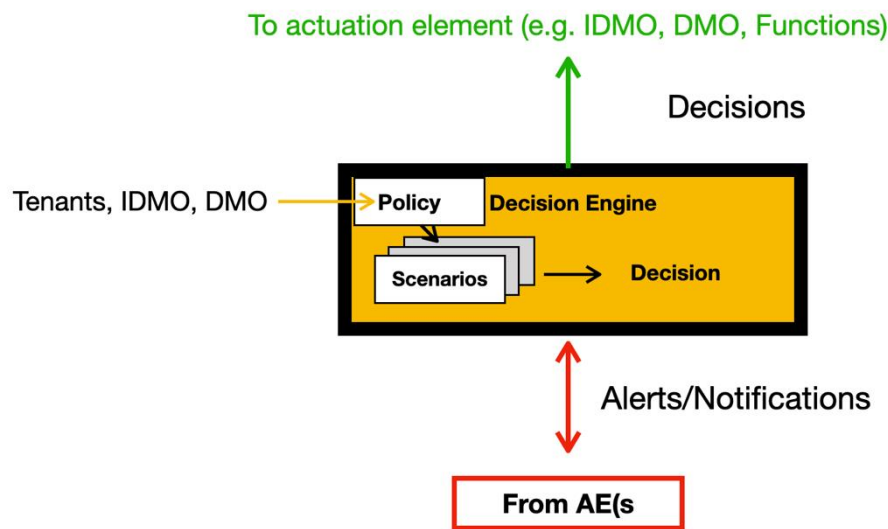 To actuation element (e.g. IDMO, DMO, Functions)
Decisions
Tenants, IDMO, DMO
Policy
Decision Engine
Scenarios
Decision
Alerts/Notifications
From AE(s